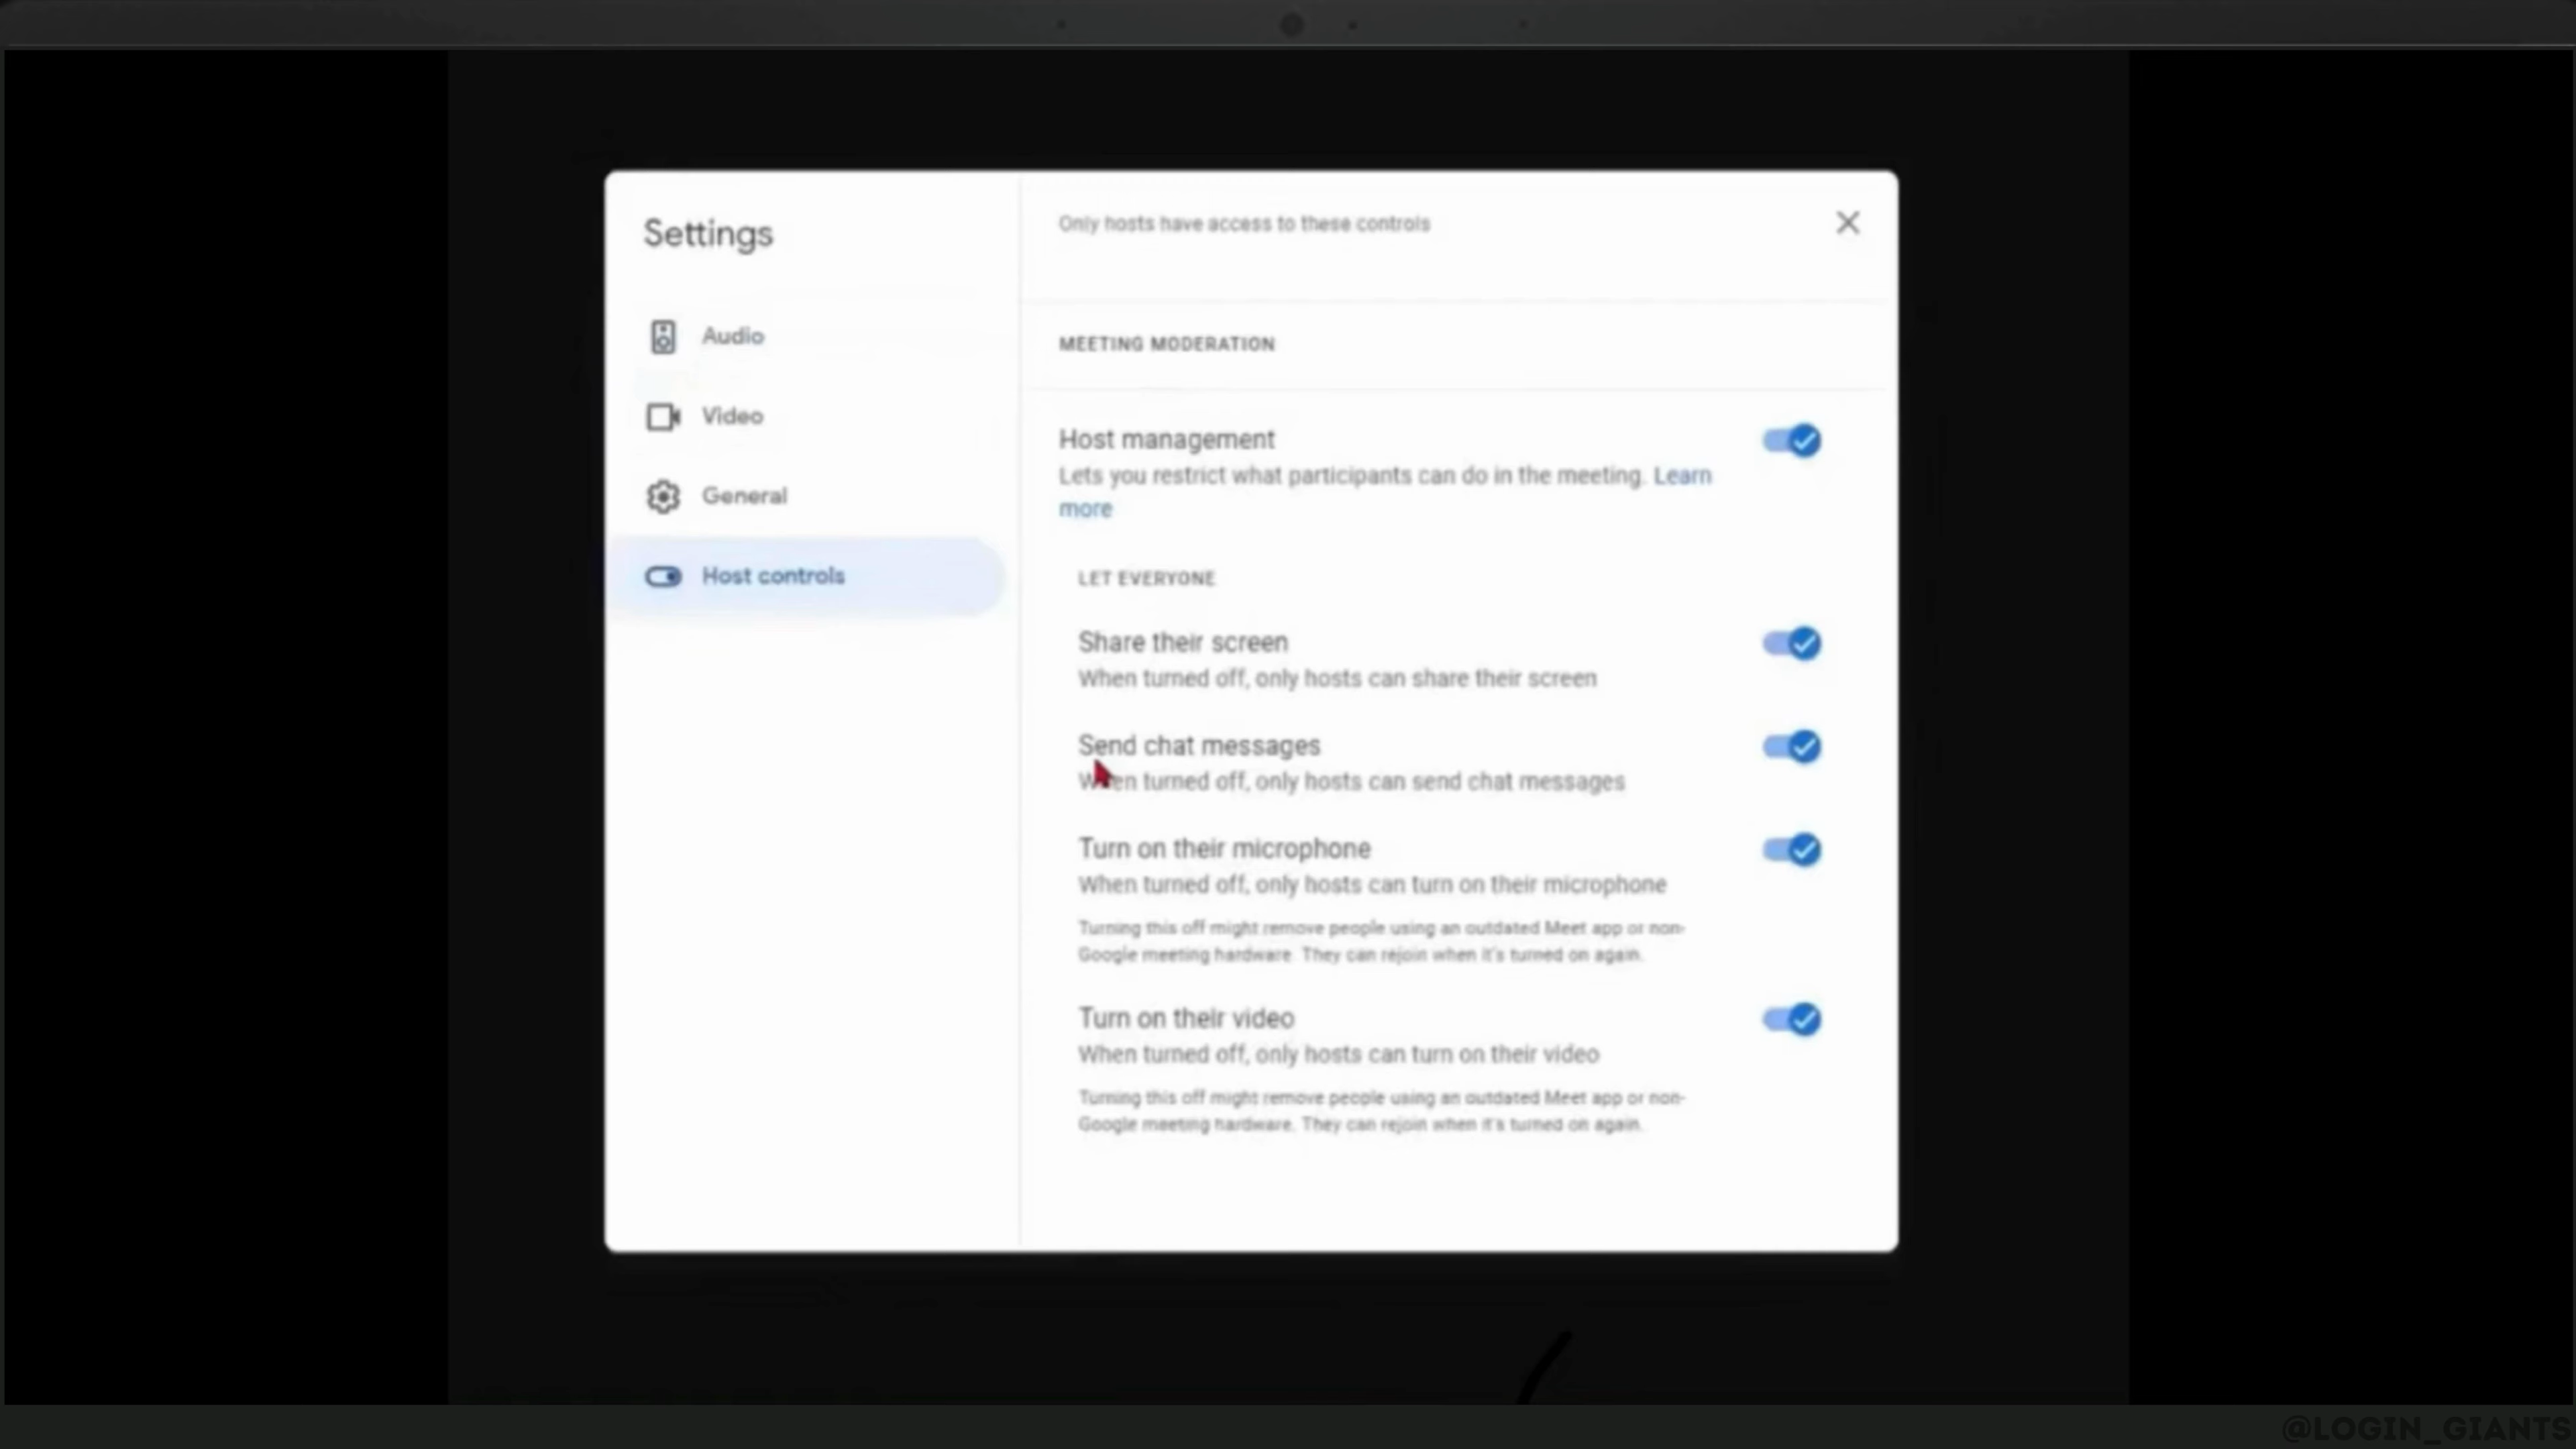 Settings
Audio
Video
General
Host controls
Only hosts have access to these controls
MEETING MODERATION
Host management
Lets you restrict what participants can do in the meeting. Learn
more
LET EVERYONE
Share their screen
When turned off, only hosts can share their screen
Send chat messages
When turned off, only hosts can send chat messages
Turn on their microphone
When turned off, only hosts can turn on their microphone
Turning this off might remove people using an outdated Meet app or non-
Google meeting hardware. They can rejoin when it's turned on again.
Turn on their video
When turned off, only hosts can turn on their video
Turning this off might remove people using an outdated Meet app or non-
Google meeting hardware. They can rejoin when it's turned on again.
@LOGIN_GIANTS